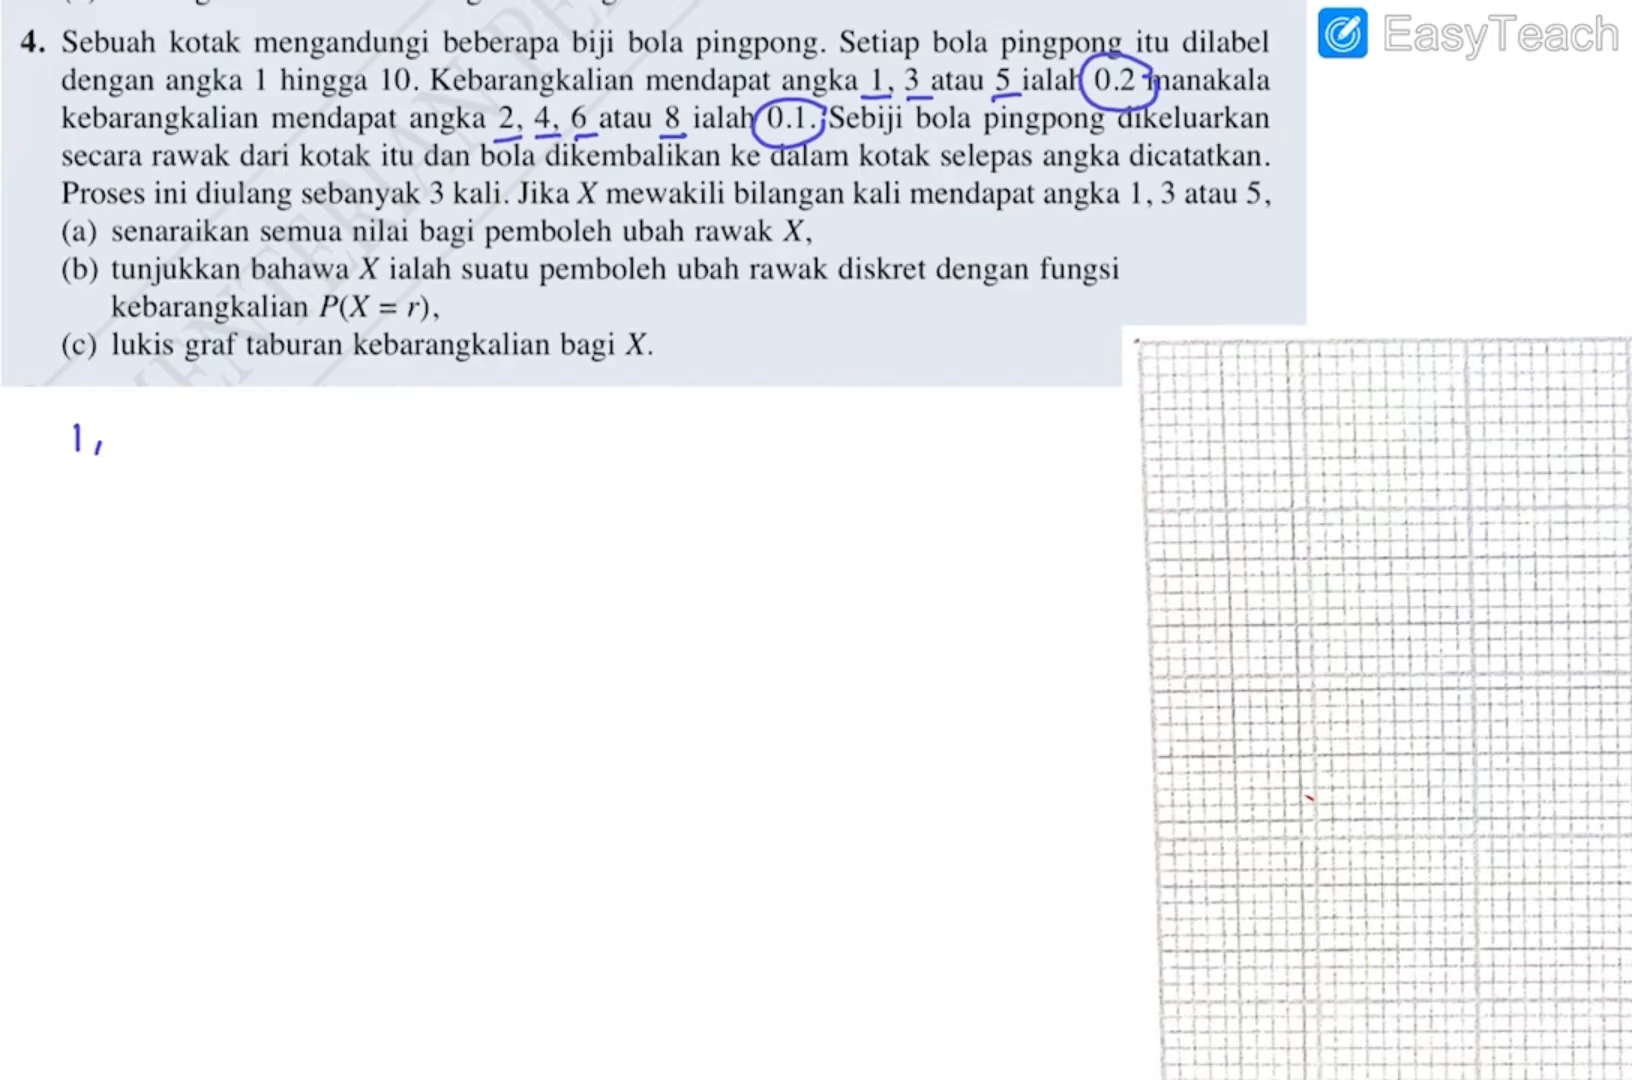 EasyTeach
4. Sebuah kotak mengandungi beberapa biji bola pingpong. Setiap bola pingpong itu dilabel
dengan angka 1 hingga 10. Kebarangkalian mendapat angka 1, 3 atau 5 ialah 0.2 manakala
kebarangkalian mendapat angka 2, 4, 6 atau 8 ialah 0.1. Sebiji bola pingpong dikeluarkan
secara rawak dari kotak itu dan bola dikembalikan ke dalam kotak selepas angka dicatatkan.
Proses ini diulang sebanyak 3 kali. Jika X mewakili bilangan kali mendapat angka 1, 3 atau 5,
(a) senaraikan semua nilai bagi pemboleh ubah rawak X,
(b) tunjukkan bahawa X ialah suatu pemboleh ubah rawak diskret dengan fungsi
kebarangkalian P(X = r),
(c) lukis graf taburan kebarangkalian bagi X.
1,